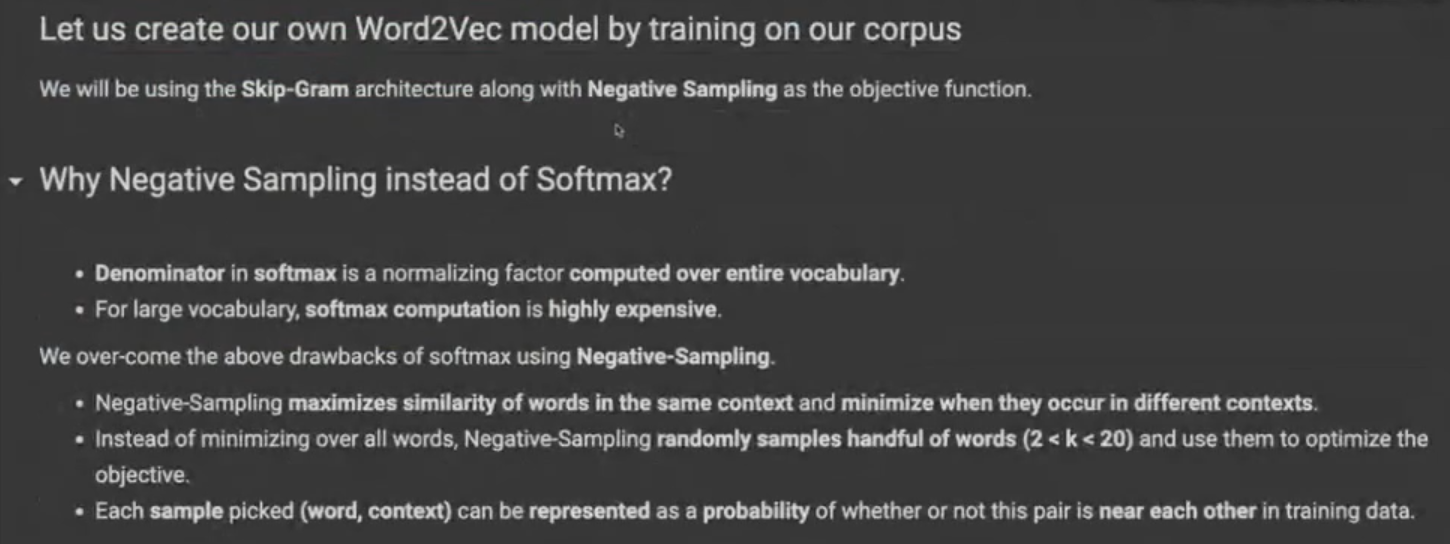 Let us create our own Word2Vec model by training on our corpus
We will be using the Skip-Gram architecture along with Negative Sampling as the objective function.
Why Negative Sampling instead of Softmax?
• Denominator in softmax is a normalizing factor computed over entire vocabulary.
• For large vocabulary, softmax computation is highly expensive.
We over-come the above drawbacks of softmax using Negative-Sampling.
• Negative-Sampling maximizes similarity of words in the same context and minimize when they occur in different contexts.
• Instead of minimizing over all words, Negative-Sampling randomly samples handful of words (2 < k < 20) and use them to optimize the
objective.
• Each sample picked (word, context) can be represented as a probability of whether or not this pair is near each other in training data.